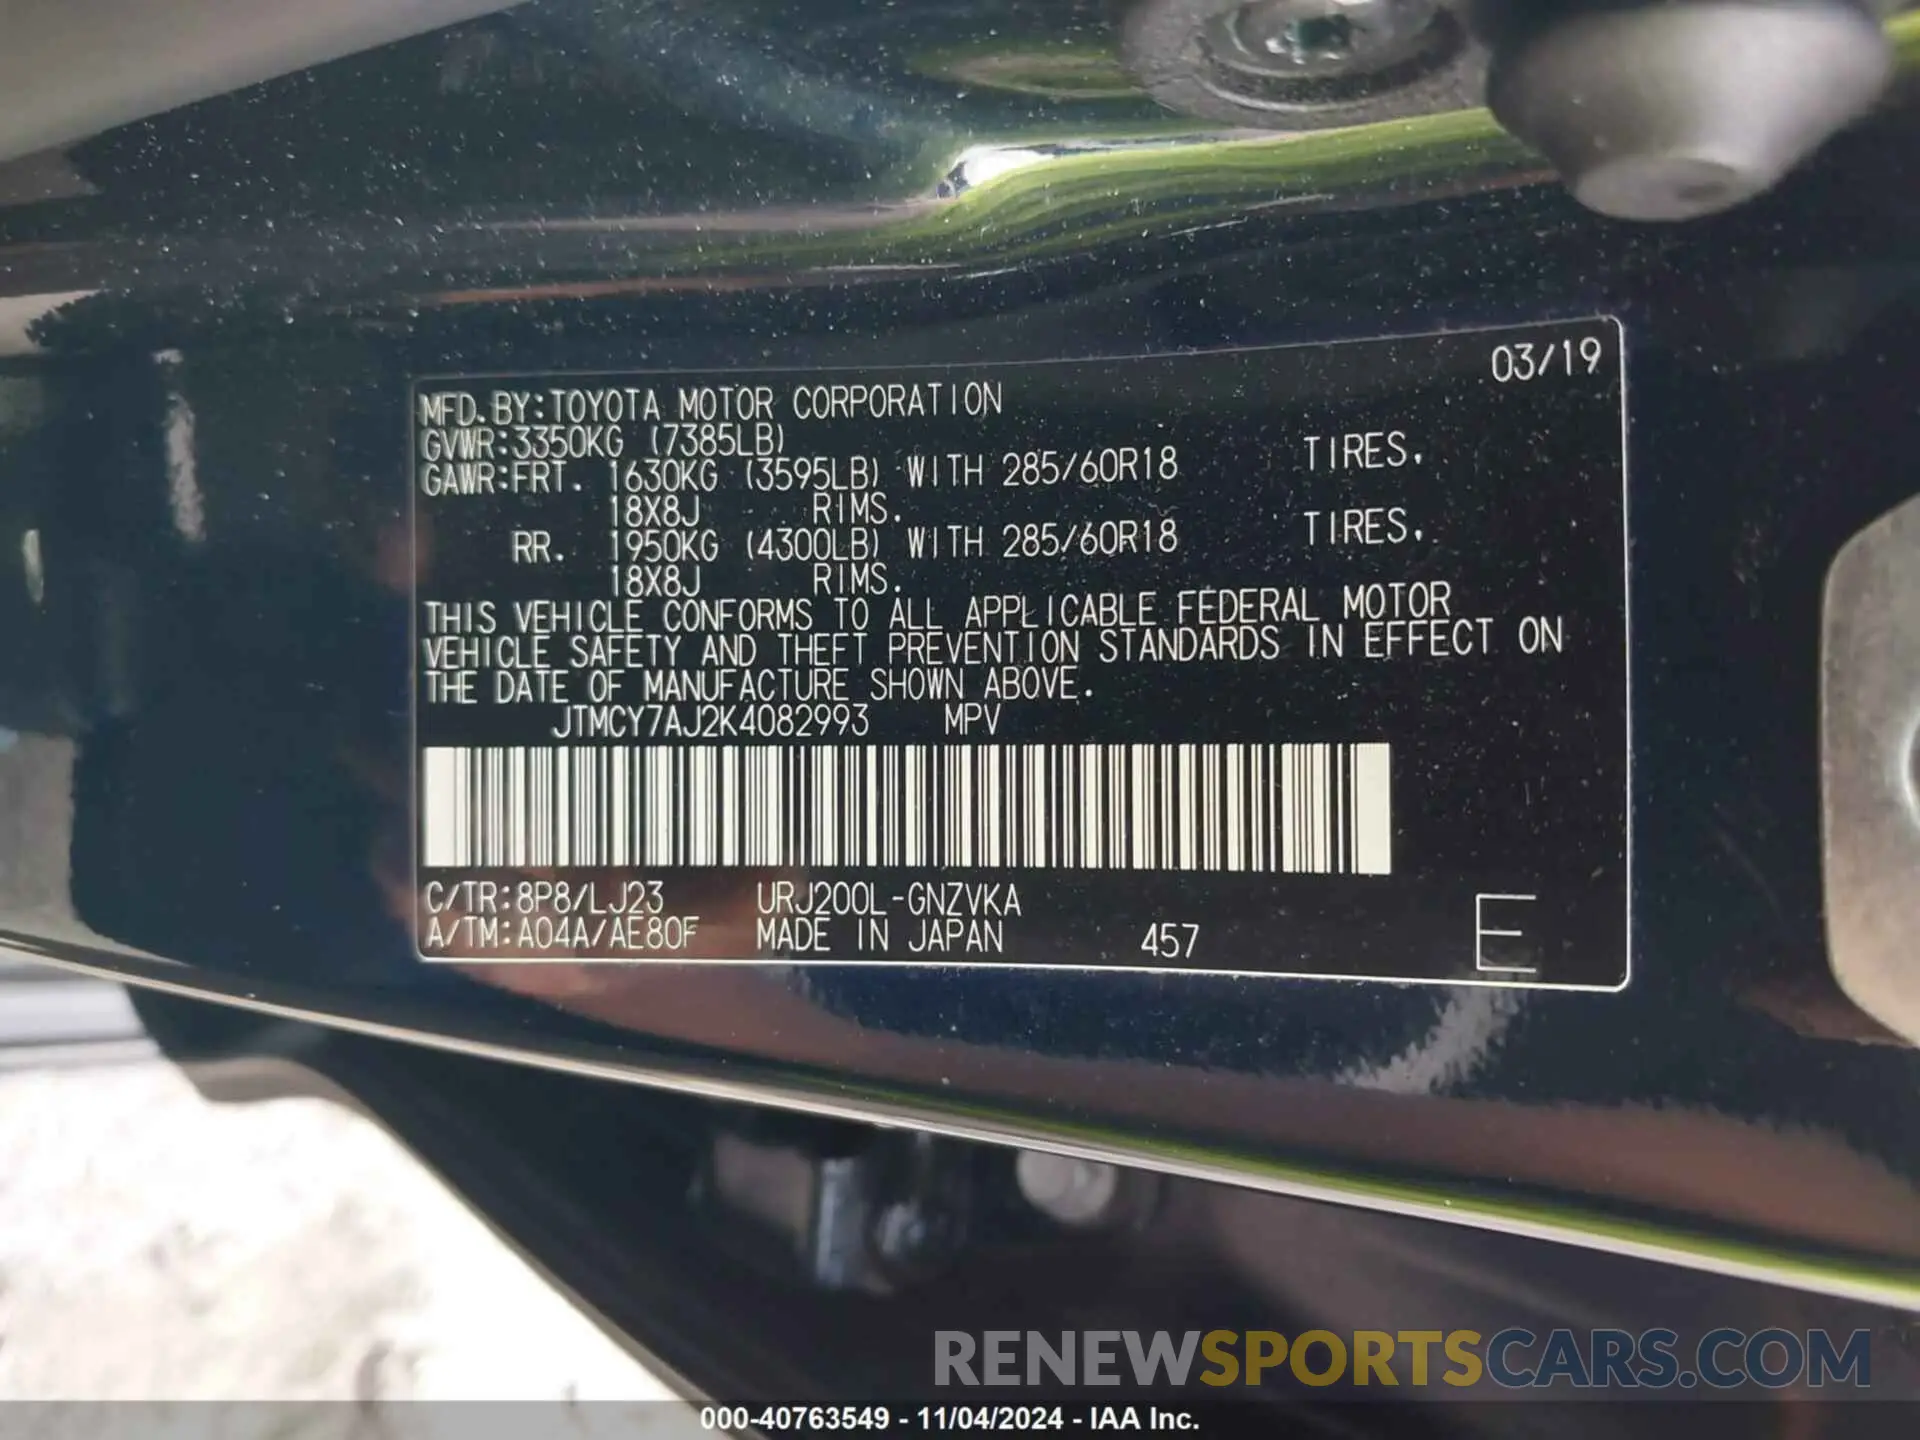 03/19
MFD.BY:TOYOTA MOTOR CORPORATION
GVWR:3350KG (7385LB)
GAWR:FRT. 1630KG (3595LB) WITH 285/60R18 TIRES,
18X8J RIMS.
RR. 1950KG (4300LB) WITH 285/60R18 TIRES,
18X8J RIMS.
THIS VEHICLE CONFORMS TO ALL APPLICABLE FEDERAL MOTOR
VEHICLE SAFETY AND THEFT PREVENTION STANDARDS IN EFFECT ON
THE DATE OF MANUFACTURE SHOWN ABOVE.
JTMCY7AJ2K4082993 MPV
C/TR:8P8/LJ23 URJ200L-GNZVKA
A/TM:A04A/AE80F MADE IN JAPAN 457 E
RENEWSPORTSCARS.COM
000-40763549 - 11/04/2024 - IAA Inc.